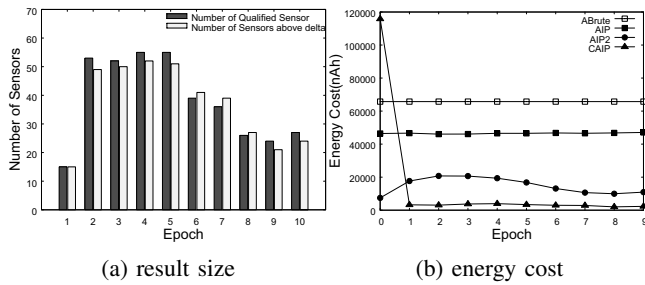 70
60
50
40
30
20
10
0
Number of Sensors
Number of Qualified Sensor
Number of Sensors above delta
1 2 3 4 5 6 7 8 9 10
Epoch
(a) result size
120000
100000
80000
60000
40000
20000
0
Energy Cost(nAh)
ABrute
AIP
AIP2
CAIP
0 1 2 3 4 5 6 7 8 9
Epoch
(b) energy cost